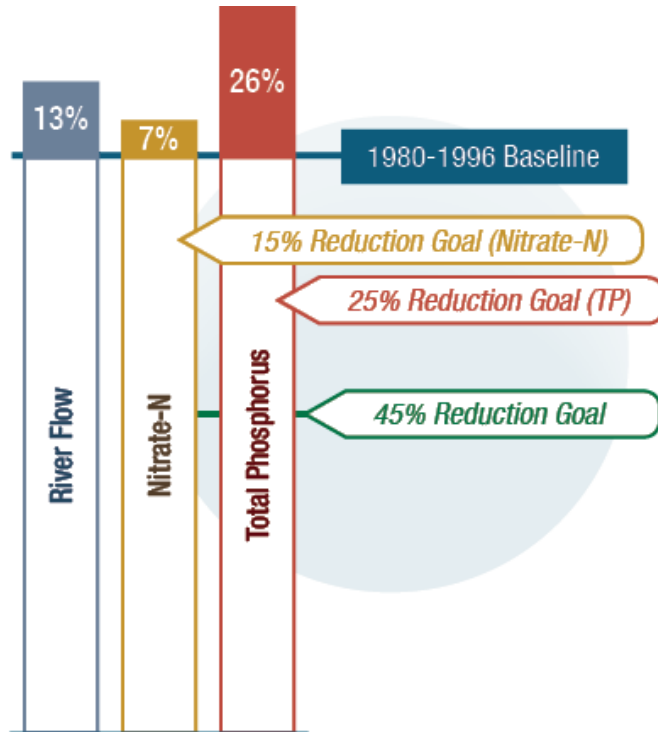 13%
7%
26%
1980-1996 Baseline
15% Reduction Goal (Nitrate-N)
25% Reduction Goal (TP)
45% Reduction Goal
River Flow
Nitrate-N
Total Phosphorus